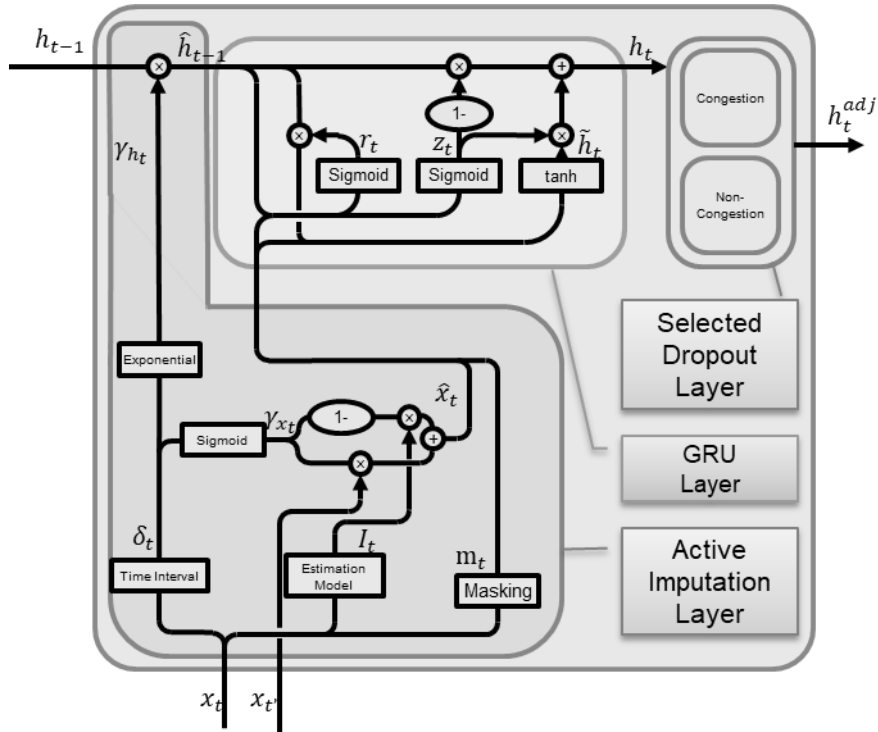 h_{t−1}
ĥ_{t−1}
h_t
Congestion
h_t^{adj}
γ_{h_t}
r_t
z_t
1-
h̃_t
Sigmoid
Sigmoid
tanh
Non-
Congestion
Selected
Dropout
Layer
Exponential
x̂_t
γ_{x_t}
1-
Sigmoid
GRU
Layer
δ_t
I_t
m_t
Time Interval
Estimation
Model
Masking
Active
Imputation
Layer
x_t
x_{t'}